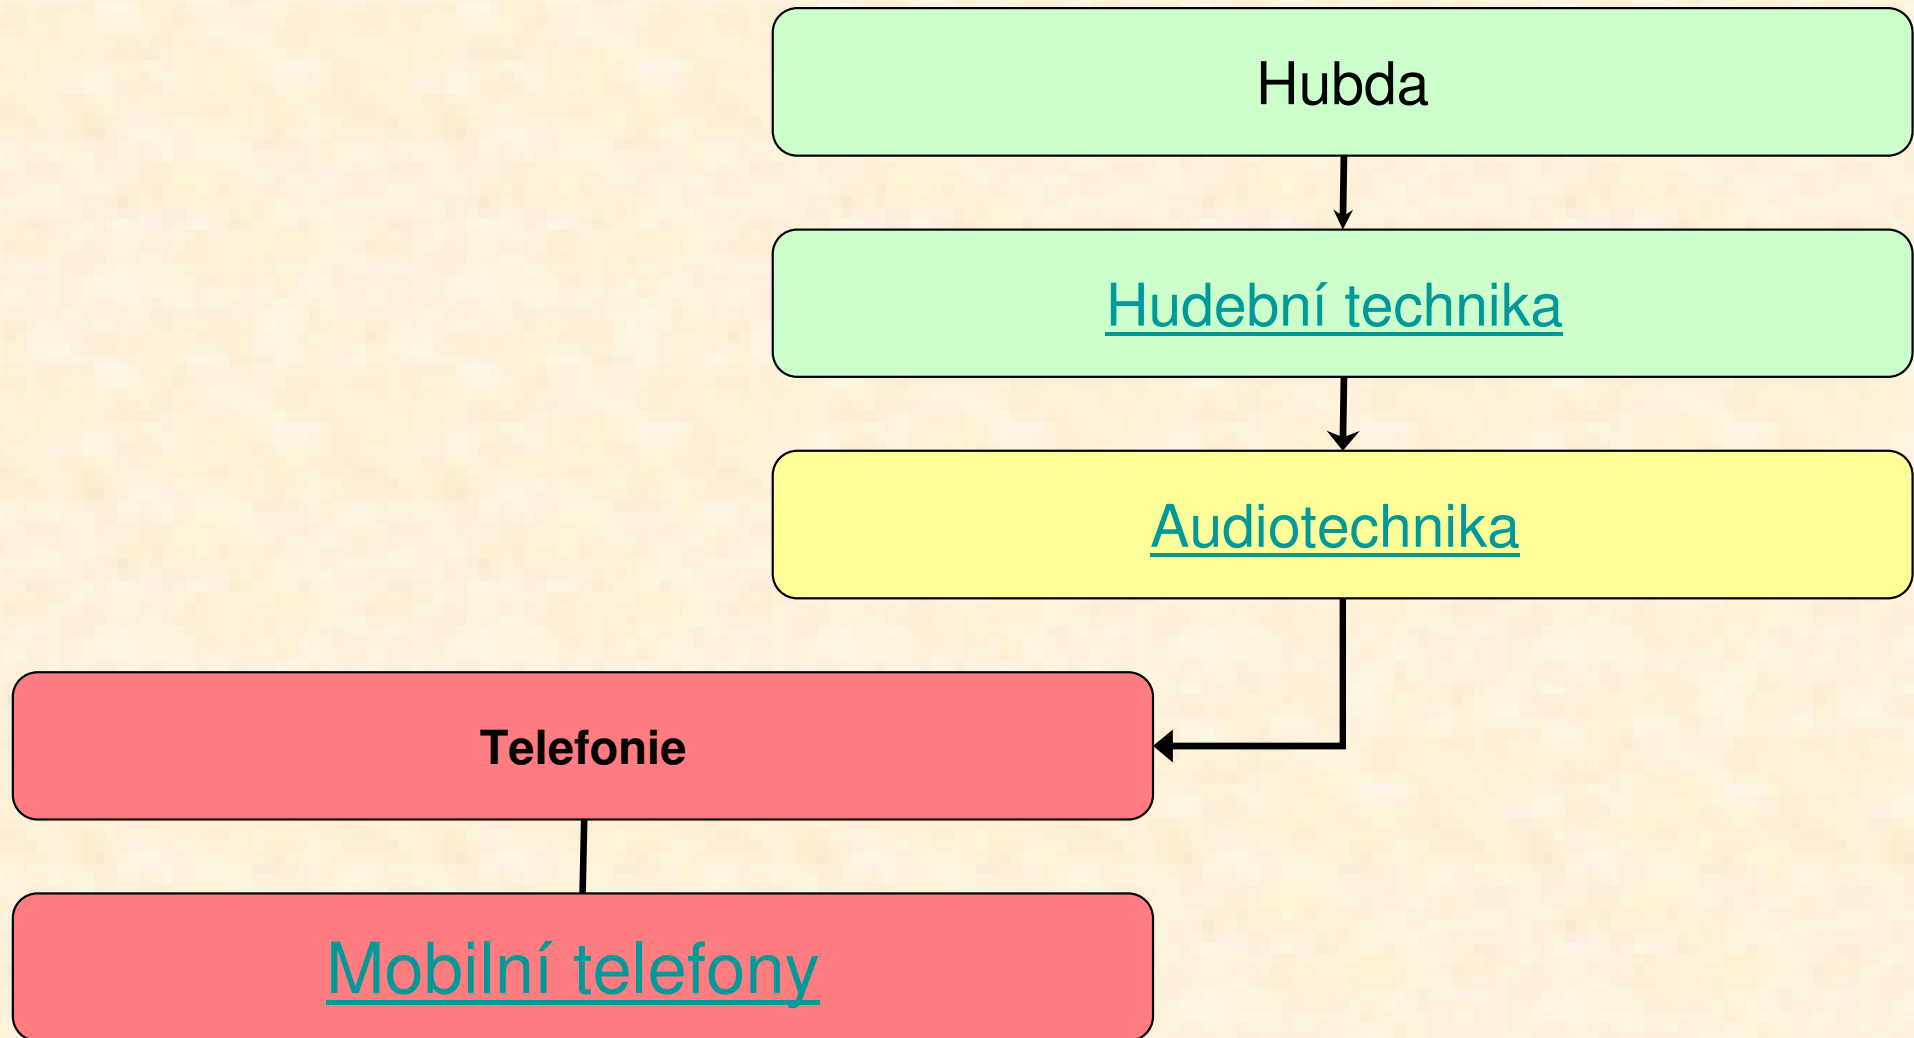 Hubda
Hudební technika
Audiotechnika
Telefonie
Mobilní telefony